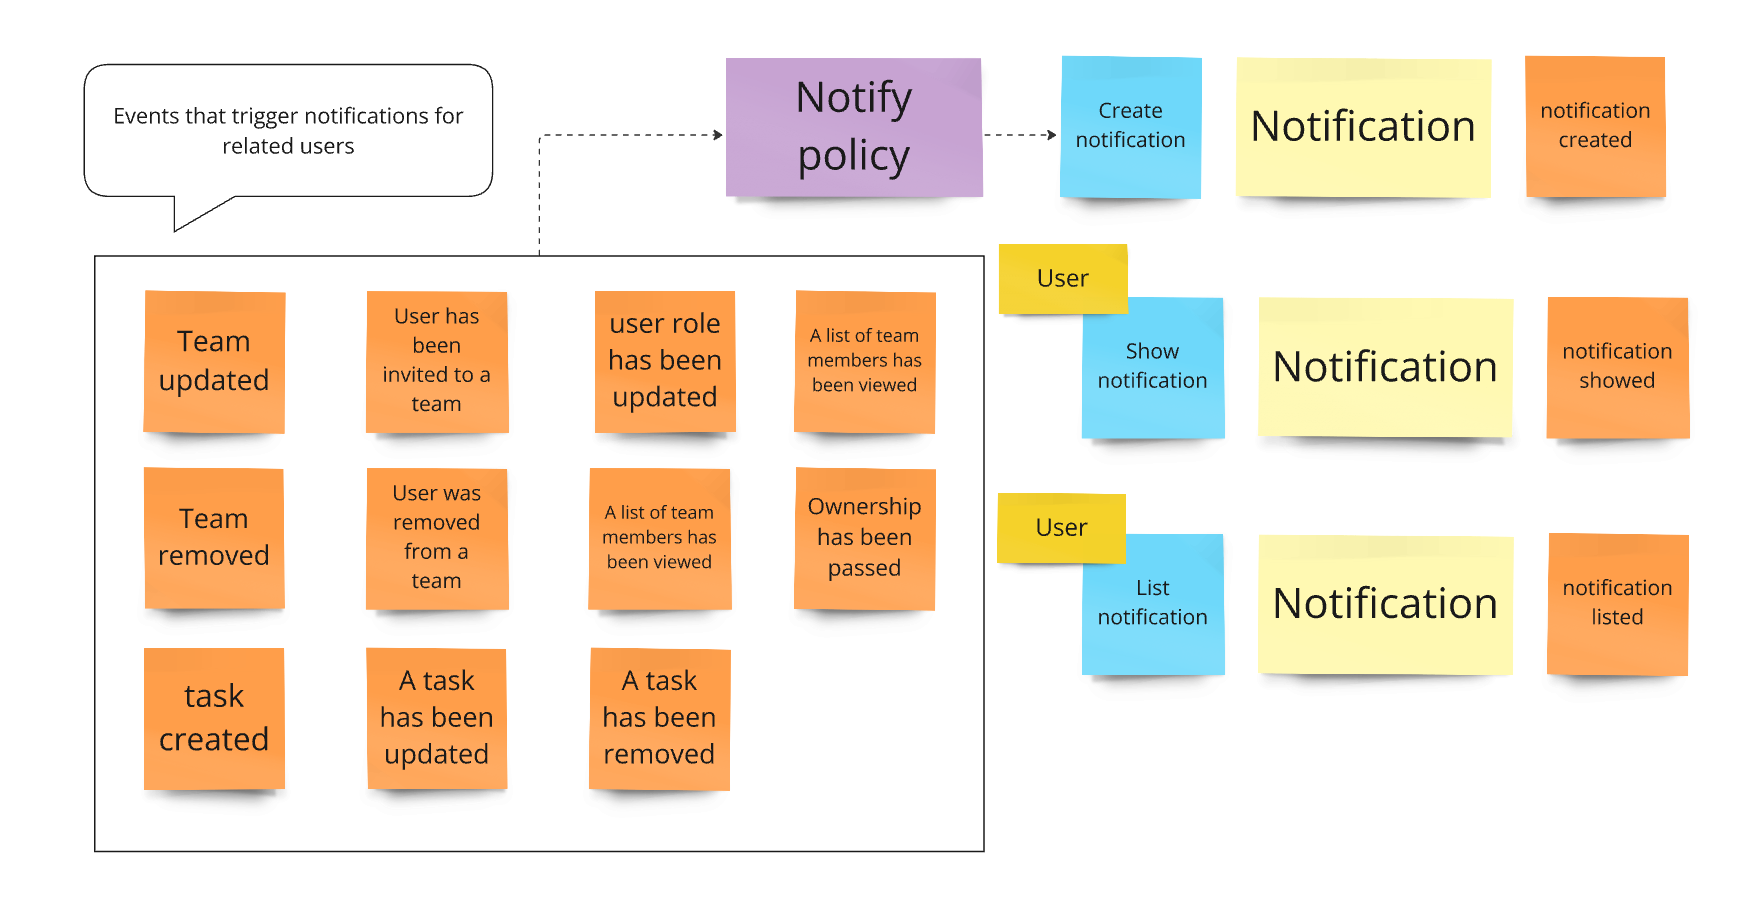 Events that trigger notifications for
related users
Notify
policy
Create
notification
Notification
notification
created
Team
updated
User has
been
invited to a
team
user role
has been
updated
A list of team
members has
been viewed
User
Show
notification
Notification
notification
showed
Team
removed
User was
removed
from a
team
A list of team
members has
been viewed
Ownership
has been
passed
User
List
notification
Notification
notification
listed
task
created
A task
has been
updated
A task
has been
removed